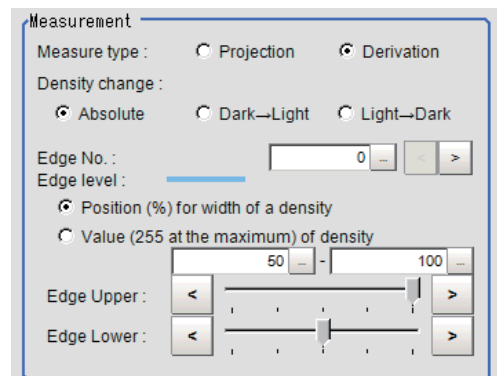 Measurement
Measure type : Projection Derivation
Density change :
Absolute Dark→Light Light→Dark
Edge No. : 0 ... < >
Edge level :
Position (%) for width of a density
Value (255 at the maximum) of density
50 ... - 100 ...
Edge Upper : < >
Edge Lower : < >